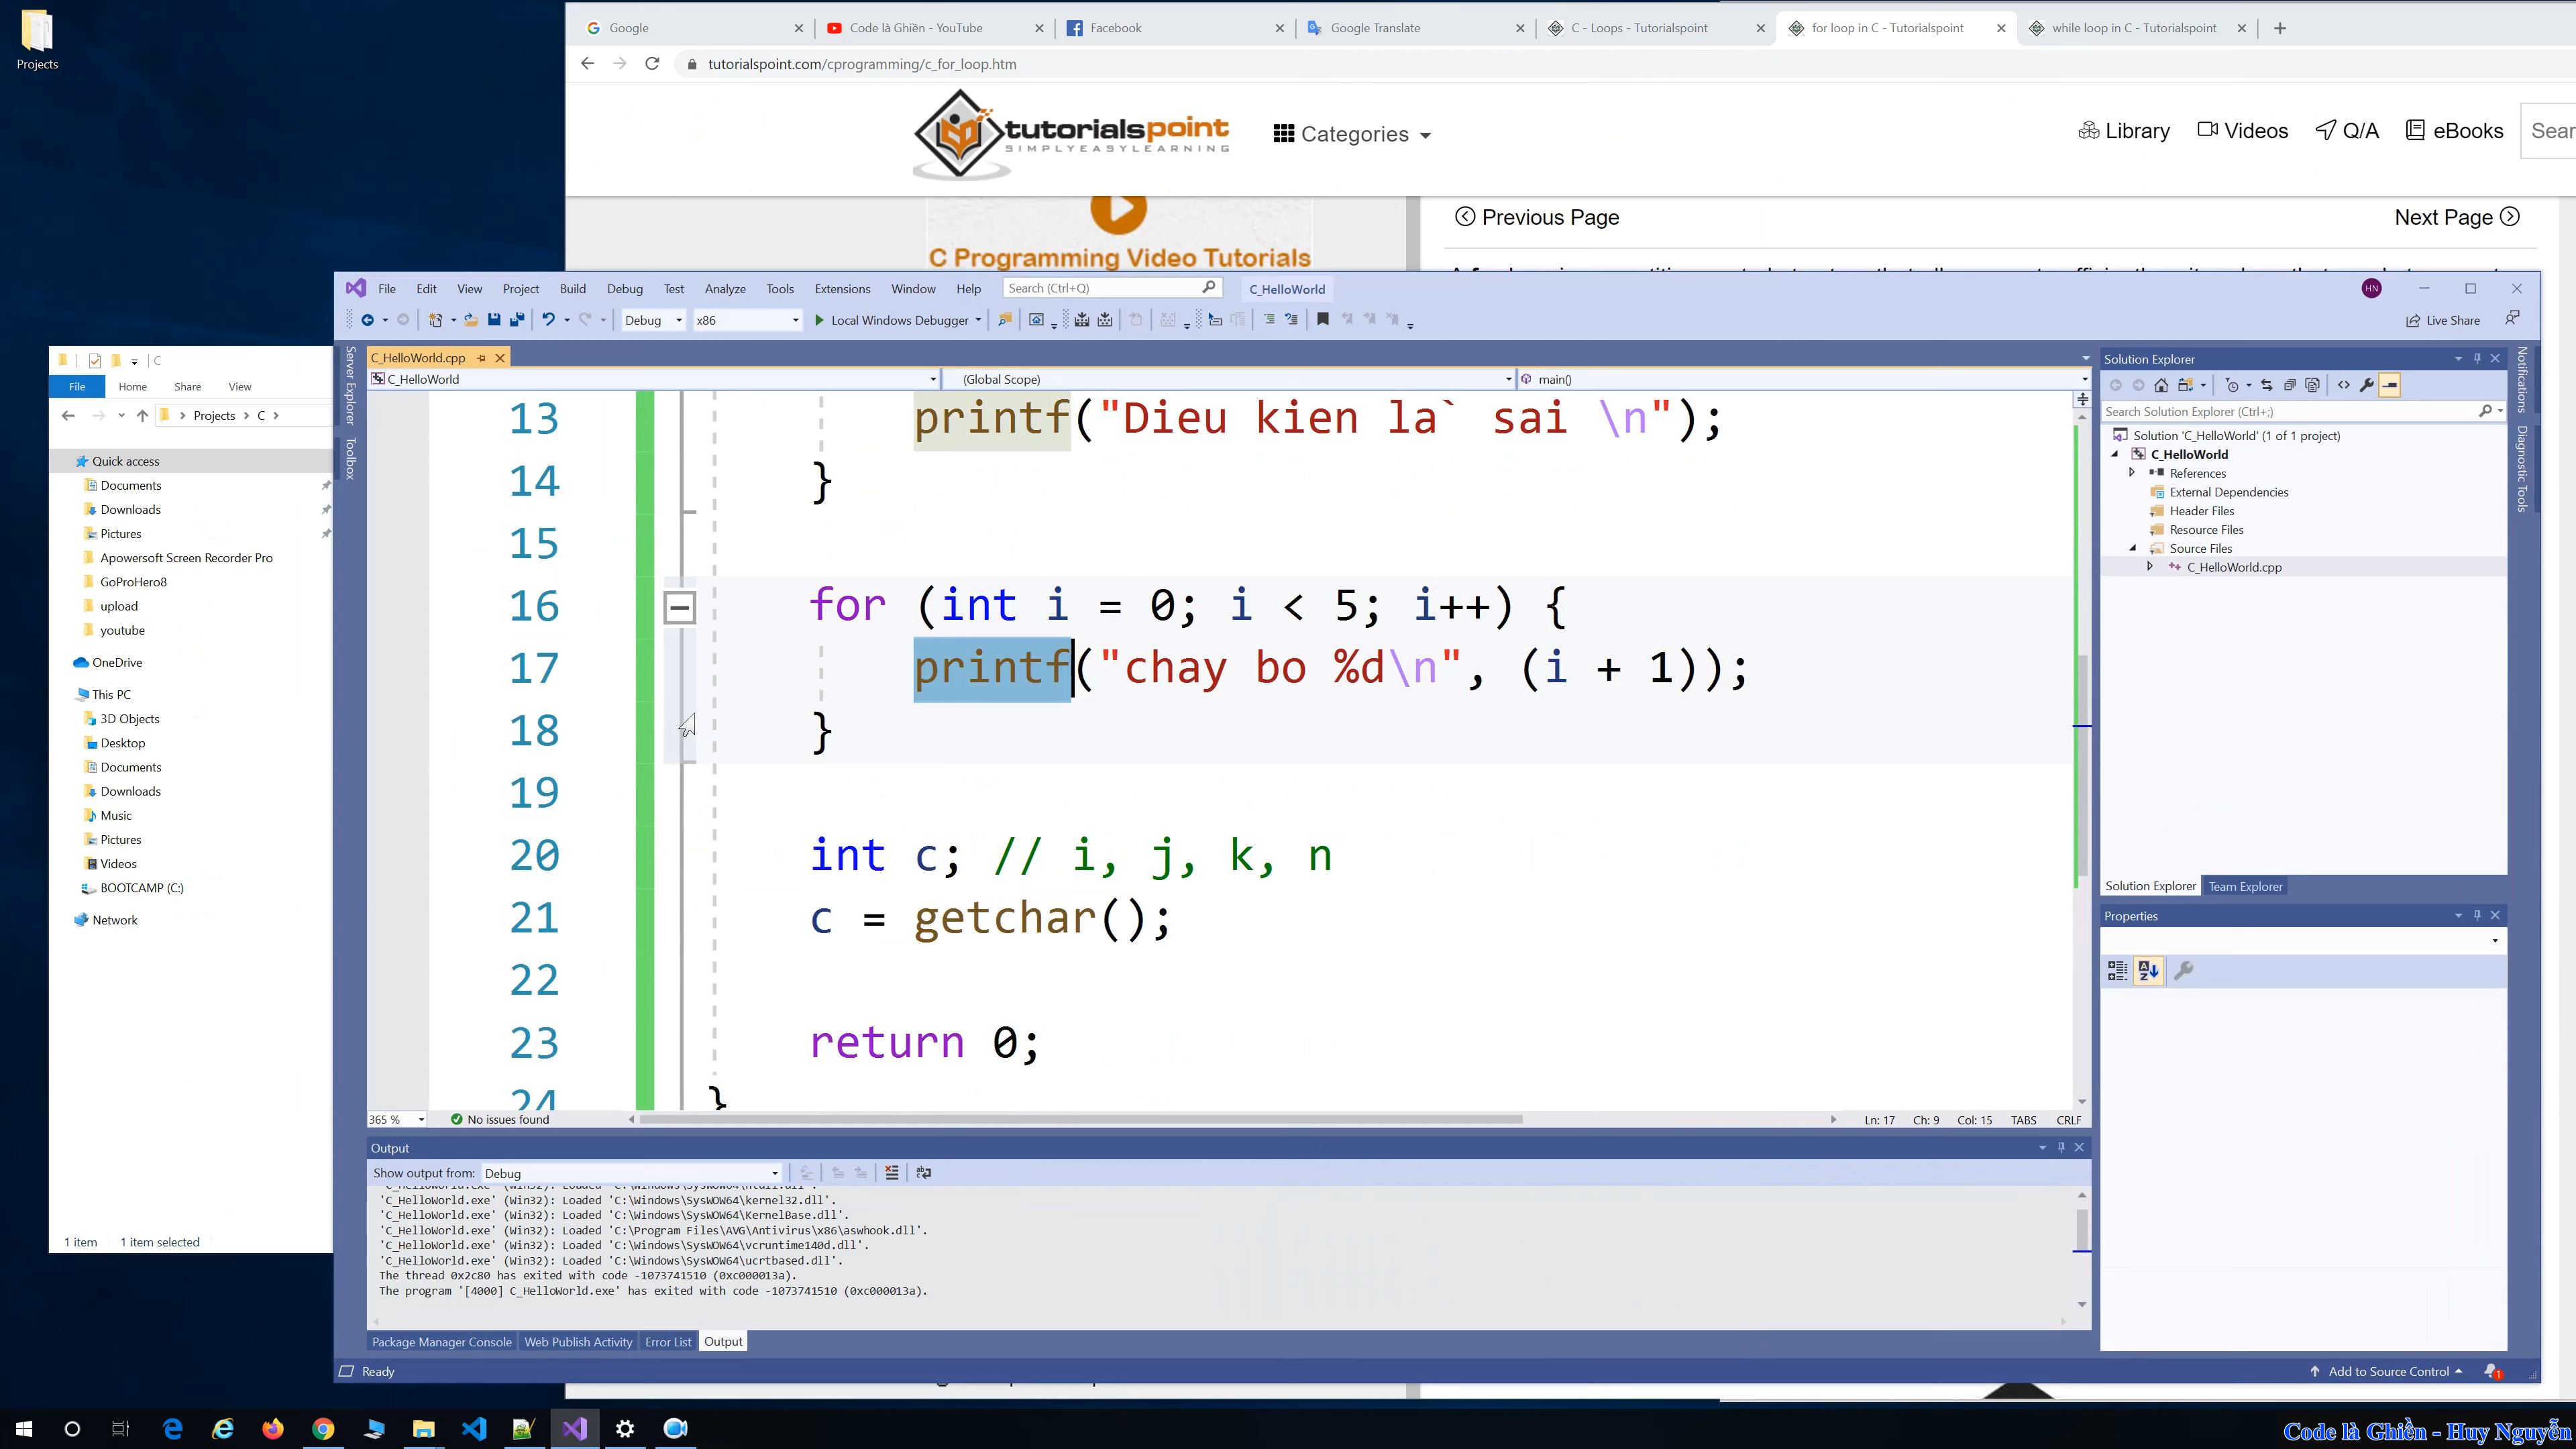 Projects
Google
Code là Ghiền - YouTube
Facebook
Google Translate
C - Loops - Tutorialspoint
for loop in C - Tutorialspoint
while loop in C - Tutorialspoint
tutorialspoint.com/cprogramming/c_for_loop.htm
tutorialspoint
SIMPLYEASYLEARNING
Categories
Library
Videos
Q/A
eBooks
Previous Page
Next Page
C Programming Video Tutorials
File Edit View Project Build Debug Test Analyze Tools Extensions Window Help
Search (Ctrl+Q)
C_HelloWorld
HN
Debug
x86
Local Windows Debugger
Live Share
C
File Home Share View
Projects C
Quick access
Documents
Downloads
Pictures
Apowersoft Screen Recorder Pro
GoProHero8
upload
youtube
OneDrive
This PC
3D Objects
Desktop
Documents
Downloads
Music
Pictures
Videos
BOOTCAMP (C:)
Network
1 item 1 item selected
Server Explorer
Toolbox
C_HelloWorld.cpp
C_HelloWorld
(Global Scope)
main()
13 printf("Dieu kien la` sai \n");
14 }
15
16 for (int i = 0; i < 5; i++) {
17 printf("chay bo %d\n", (i + 1));
18 }
19
20 int c; // i, j, k, n
21 c = getchar();
22
23 return 0;
24 }
365 %
No issues found
Ln: 17 Ch: 9 Col: 15 TABS CRLF
Output
Show output from: Debug
'C_HelloWorld.exe' (Win32): Loaded 'C:\Windows\SysWOW64\ntdll.dll'.
'C_HelloWorld.exe' (Win32): Loaded 'C:\Windows\SysWOW64\kernel32.dll'.
'C_HelloWorld.exe' (Win32): Loaded 'C:\Windows\SysWOW64\KernelBase.dll'.
'C_HelloWorld.exe' (Win32): Loaded 'C:\Program Files\AVG\Antivirus\x86\aswhook.dll'.
'C_HelloWorld.exe' (Win32): Loaded 'C:\Windows\SysWOW64\vcruntime140d.dll'.
'C_HelloWorld.exe' (Win32): Loaded 'C:\Windows\SysWOW64\ucrtbased.dll'.
The thread 0x2c80 has exited with code -1073741510 (0xc000013a).
The program '[4000] C_HelloWorld.exe' has exited with code -1073741510 (0xc000013a).
Package Manager Console Web Publish Activity Error List Output
Ready
Solution Explorer
Search Solution Explorer (Ctrl+;)
Solution 'C_HelloWorld' (1 of 1 project)
C_HelloWorld
References
External Dependencies
Header Files
Resource Files
Source Files
C_HelloWorld.cpp
Solution Explorer Team Explorer
Properties
Notifications
Diagnostic Tools
Add to Source Control
1
Code là Ghiền - Huy Nguyễn